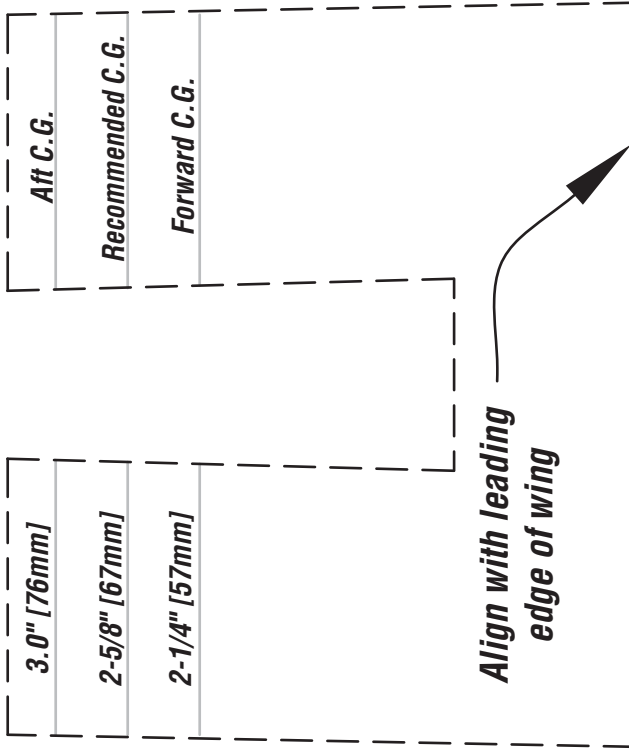 3.0" [76mm]
Aft C.G.
2-5/8" [67mm]
Recommended C.G.
2-1/4" [57mm]
Forward C.G.
Align with leading
edge of wing